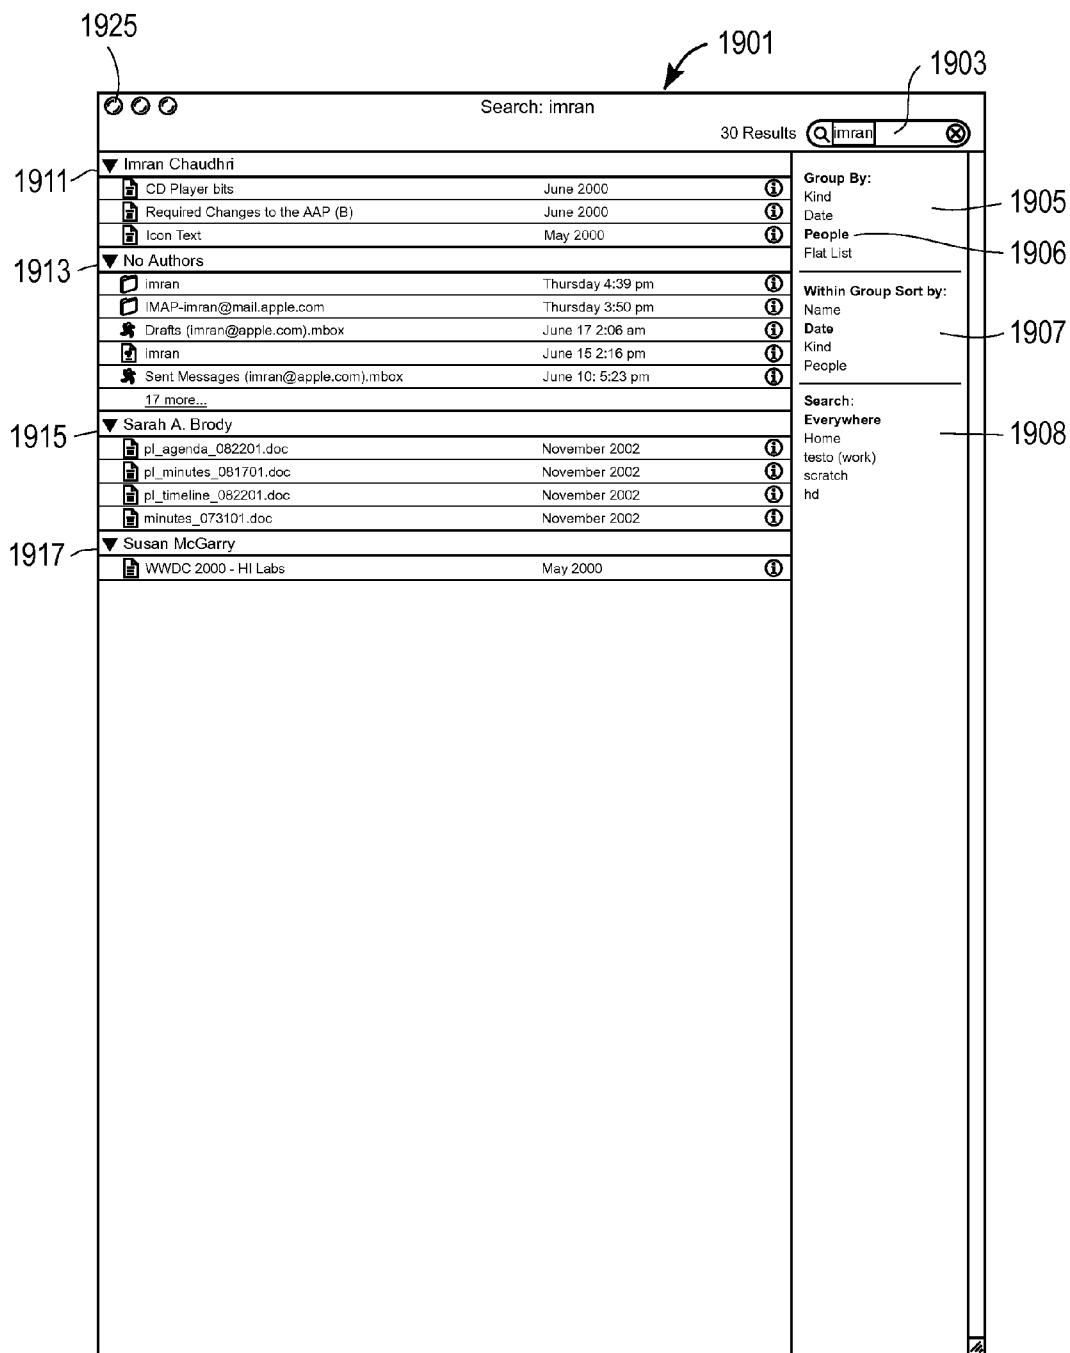 1925
1901
1903
Search: imran
30 Results imran
1911
Imran Chaudhri
CD Player bits June 2000
Required Changes to the AAP (B) June 2000
Icon Text May 2000
1913
No Authors
imran Thursday 4:39 pm
IMAP-imran@mail.apple.com Thursday 3:50 pm
Drafts (imran@apple.com).mbox June 17 2:06 am
imran June 15 2:16 pm
Sent Messages (imran@apple.com).mbox June 10: 5:23 pm
17 more...
1915
Sarah A. Brody
pl_agenda_082201.doc November 2002
pl_minutes_081701.doc November 2002
pl_timeline_082201.doc November 2002
minutes_073101.doc November 2002
1917
Susan McGarry
WWDC 2000 - HI Labs May 2000
Group By:
Kind
Date
People
Flat List
1905
1906
Within Group Sort by:
Name
Date
Kind
People
1907
Search:
Everywhere
Home
testo (work)
scratch
hd
1908